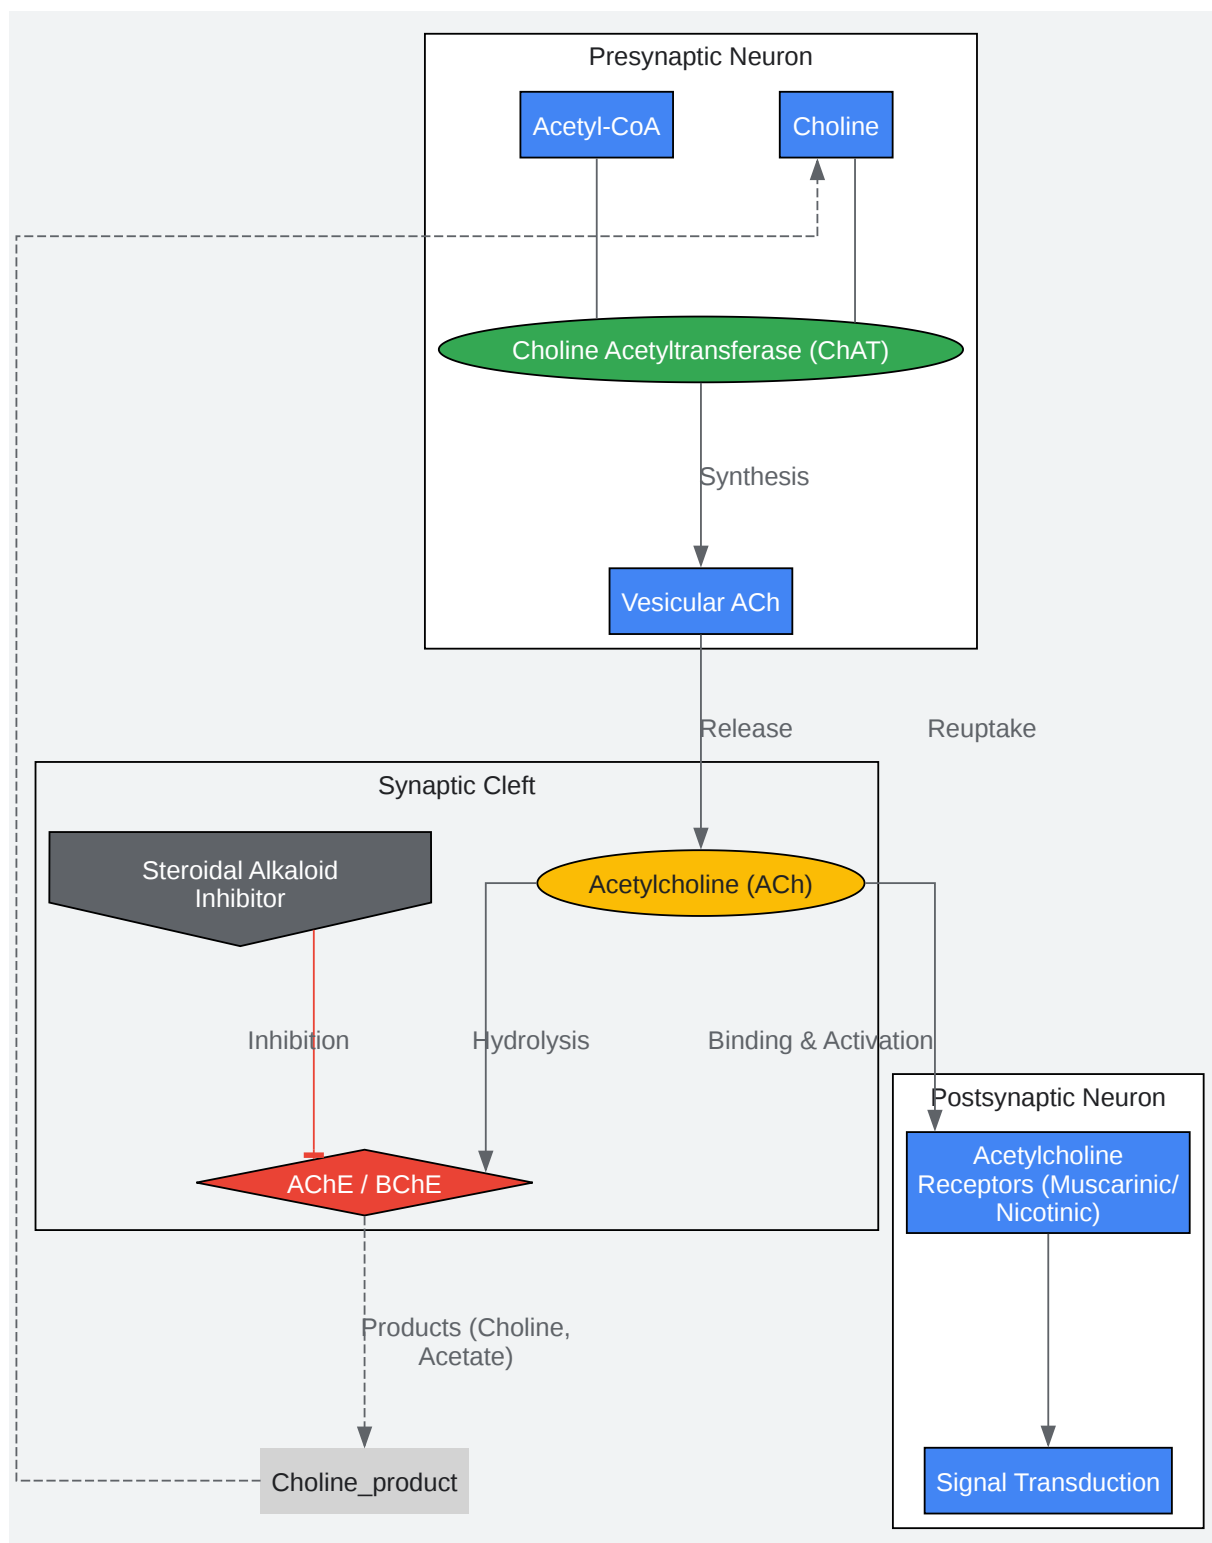 Presynaptic Neuron
Acetyl-CoA
Choline
Choline Acetyltransferase (ChAT)
Synthesis
Vesicular ACh
Release
Reuptake
Synaptic Cleft
Steroidal Alkaloid
Inhibitor
Acetylcholine (ACh)
Inhibition
Hydrolysis
Binding & Activation
Postsynaptic Neuron
Acetylcholine
Receptors (Muscarinic/
Nicotinic)
AChE / BChE
Products (Choline,
Acetate)
Choline_product
Signal Transduction